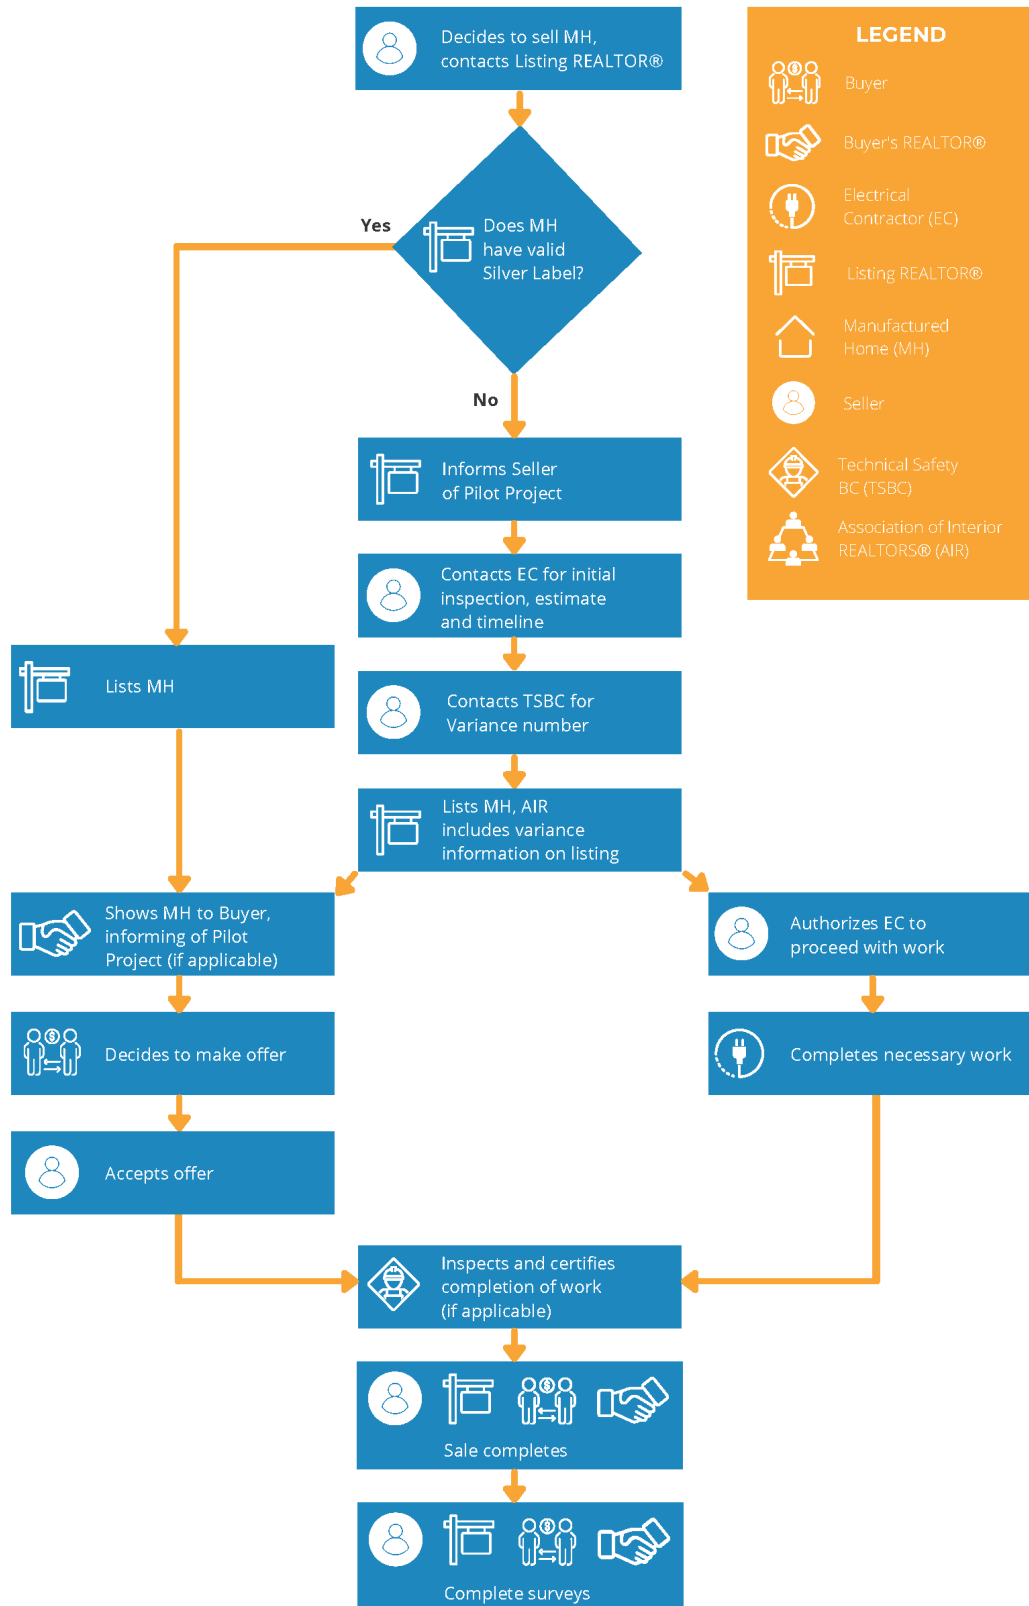 Decides to sell MH,
contacts Listing REALTOR®
LEGEND
Buyer
Buyer's REALTOR®
Electrical
Contractor (EC)
Listing REALTOR®
Manufactured
Home (MH)
Seller
Technical Safety
BC (TSBC)
Association of Interior
REALTORS® (AIR)
Yes
Does MH
have valid
Silver Label?
No
Informs Seller
of Pilot Project
Contacts EC for initial
inspection, estimate
and timeline
Lists MH
Contacts TSBC for
Variance number
Lists MH, AIR
includes variance
information on listing
Shows MH to Buyer,
informing of Pilot
Project (if applicable)
Authorizes EC to
proceed with work
Decides to make offer
Completes necessary work
Accepts offer
Inspects and certifies
completion of work
(if applicable)
Sale completes
Complete surveys